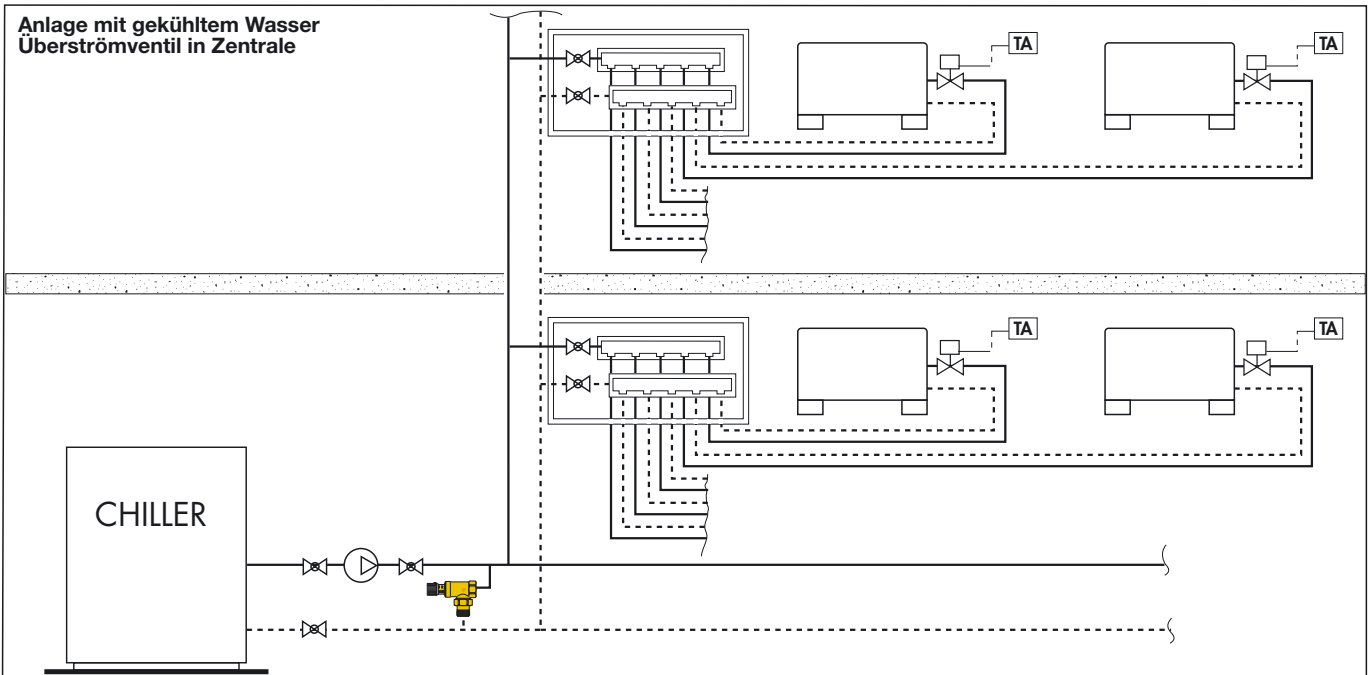 Anlage mit gekühltem Wasser
Überströmventil in Zentrale
TA
TA
TA
TA
CHILLER